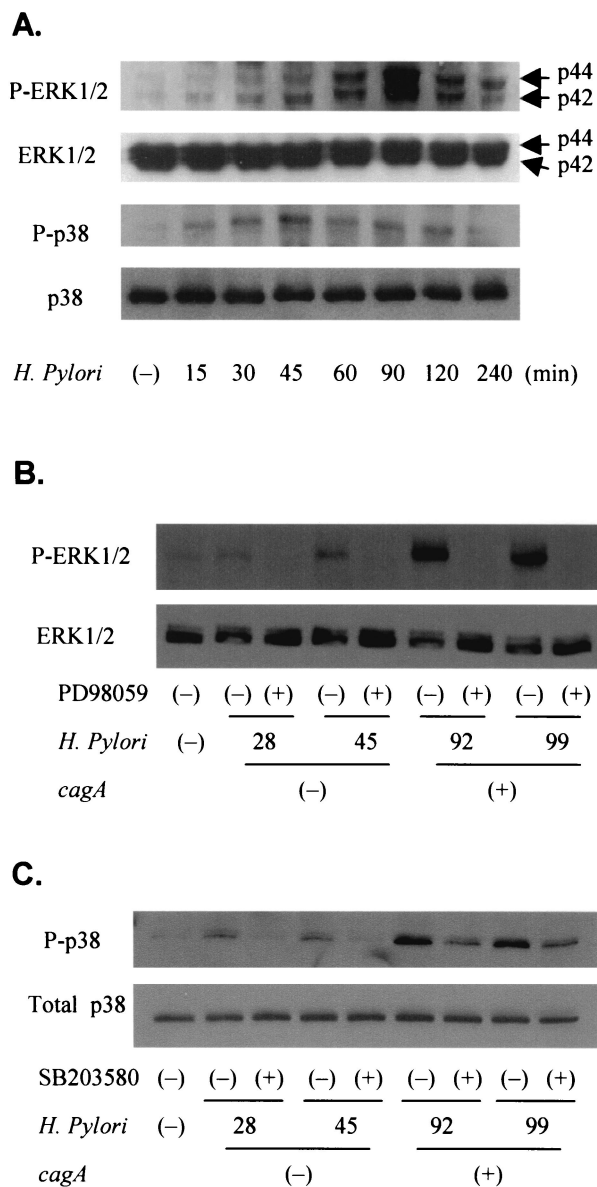 A.
P-ERK1/2 p44
p42
ERK1/2 p44
p42
P-p38
p38
H. Pylori (–) 15 30 45 60 90 120 240 (min)
B.
P-ERK1/2
ERK1/2
PD98059 (–) (–) (+) (–) (+) (–) (+) (–) (+)
H. Pylori (–) 28 45 92 99
cagA (–) (+)
C.
P-p38
Total p38
SB203580 (–) (–) (+) (–) (+) (–) (+) (–) (+)
H. Pylori (–) 28 45 92 99
cagA (–) (+)